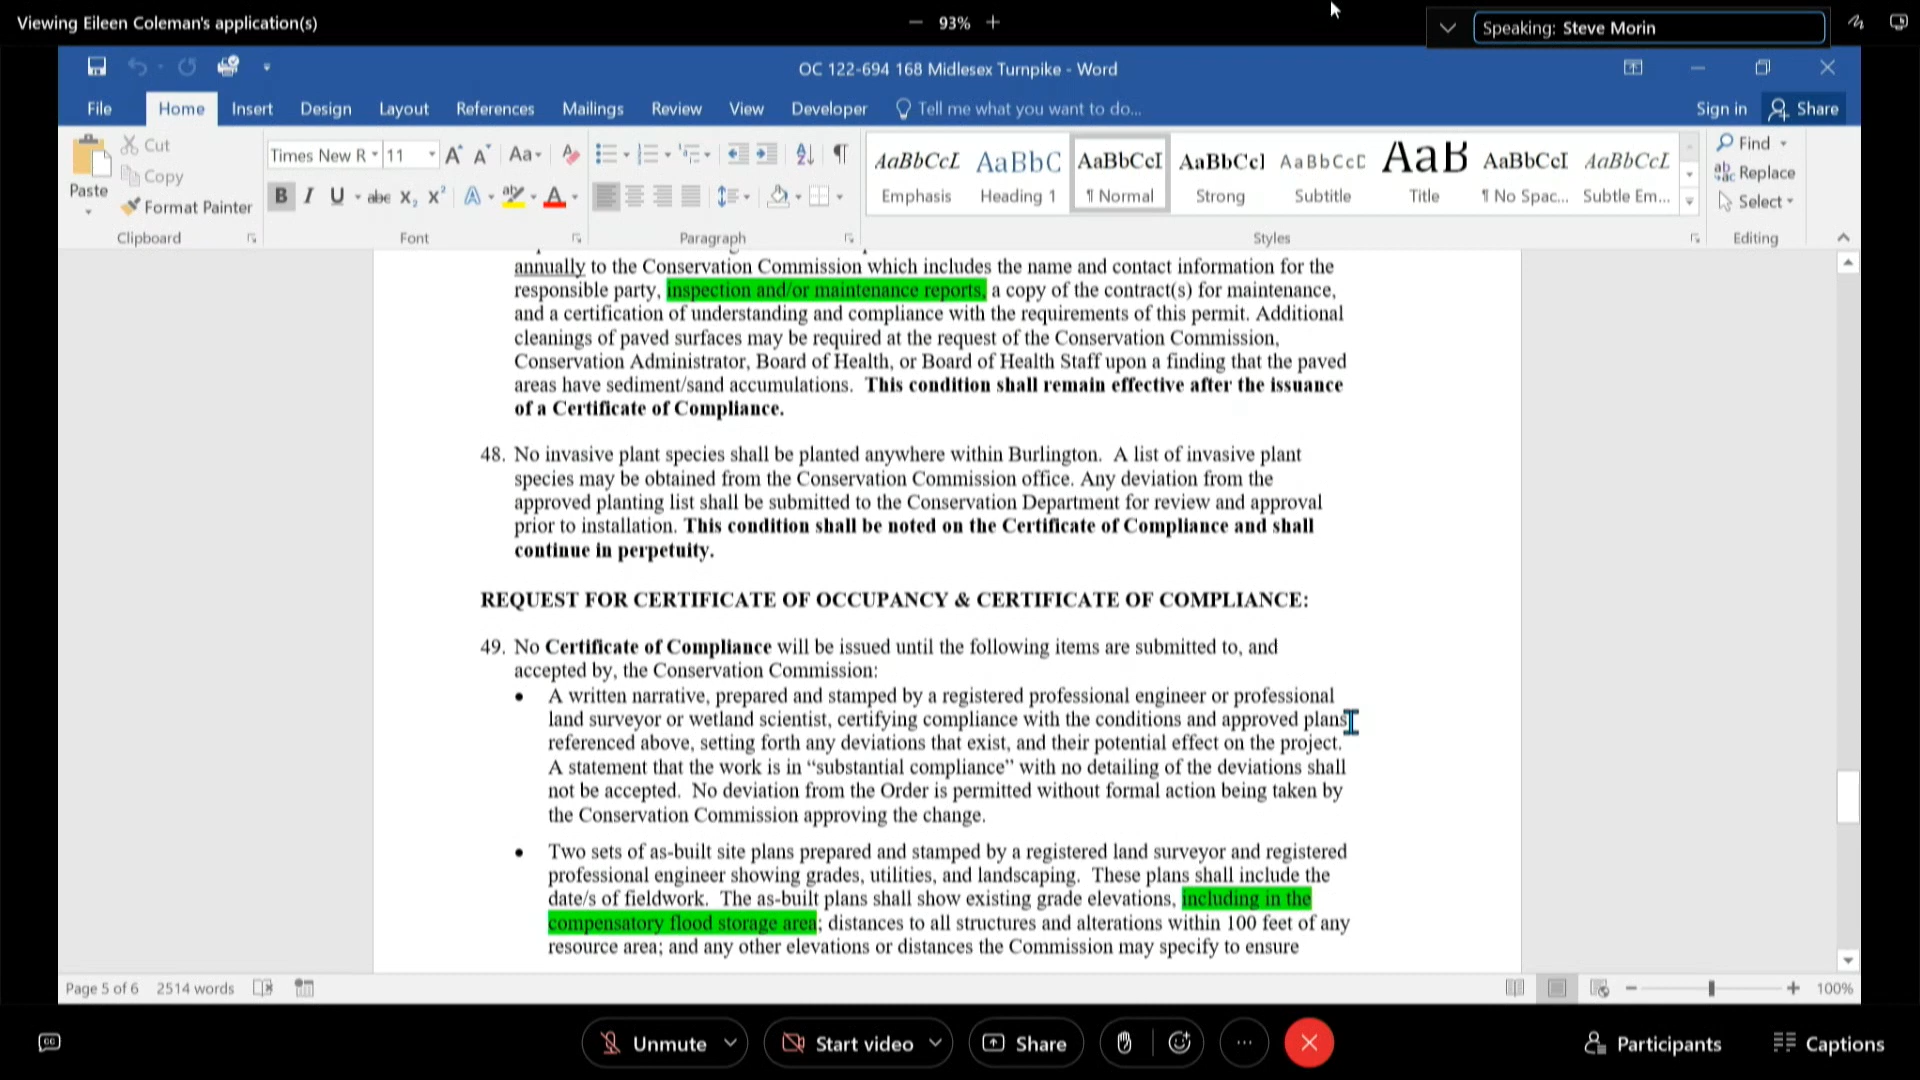 Viewing Eileen Coleman's application(s)
93%
Speaking: Steve Morin
OC 122-694 168 Midlesex Turnpike - Word
File Home Insert Design Layout References Mailings Review View Developer Tell me what you want to do... Sign in Share
Paste
Cut
Copy
Format Painter
Clipboard
Times New R 11
Font
Paragraph
AaBbCcL AaBbC AaBbCcI AaBbCcl AaBbCcD AaB AaBbCcI AaBbCcL
Emphasis Heading 1 ¶ Normal Strong Subtitle Title ¶ No Spac... Subtle Em...
Styles
Find
Replace
Select
Editing
annually to the Conservation Commission which includes the name and contact information for the
responsible party, inspection and/or maintenance reports, a copy of the contract(s) for maintenance,
and a certification of understanding and compliance with the requirements of this permit. Additional
cleanings of paved surfaces may be required at the request of the Conservation Commission,
Conservation Administrator, Board of Health, or Board of Health Staff upon a finding that the paved
areas have sediment/sand accumulations. This condition shall remain effective after the issuance
of a Certificate of Compliance.
48. No invasive plant species shall be planted anywhere within Burlington. A list of invasive plant
species may be obtained from the Conservation Commission office. Any deviation from the
approved planting list shall be submitted to the Conservation Department for review and approval
prior to installation. This condition shall be noted on the Certificate of Compliance and shall
continue in perpetuity.
REQUEST FOR CERTIFICATE OF OCCUPANCY & CERTIFICATE OF COMPLIANCE:
49. No Certificate of Compliance will be issued until the following items are submitted to, and
accepted by, the Conservation Commission:
• A written narrative, prepared and stamped by a registered professional engineer or professional
land surveyor or wetland scientist, certifying compliance with the conditions and approved plans
referenced above, setting forth any deviations that exist, and their potential effect on the project.
A statement that the work is in “substantial compliance” with no detailing of the deviations shall
not be accepted. No deviation from the Order is permitted without formal action being taken by
the Conservation Commission approving the change.
• Two sets of as-built site plans prepared and stamped by a registered land surveyor and registered
professional engineer showing grades, utilities, and landscaping. These plans shall include the
date/s of fieldwork. The as-built plans shall show existing grade elevations, including in the
compensatory flood storage area; distances to all structures and alterations within 100 feet of any
resource area; and any other elevations or distances the Commission may specify to ensure
Page 5 of 6 2514 words
100%
Unmute Start video Share
Participants Captions